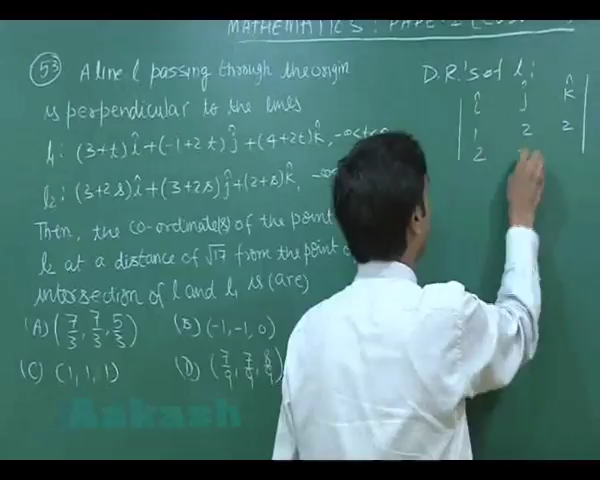 MATHEMATICS: PAPER-1
53 A line l passing through the origin
is perpendicular to the lines
l₁: (3+t)î+(-1+2t)ĵ+(4+2t)k̂, -∞<t<∞
l₂: (3+2s)î+(3+2s)ĵ+(2+s)k̂, -∞
Then, the co-ordinate(s) of the point
l₂ at a distance of √17 from the point
intersection of l and l₁ is (are)
(A) (7/3, 7/3, 5/3) (B) (-1, -1, 0)
(C) (1, 1, 1) (D) (7/9, 7/9, 8/9)
D.R.'s of l:
î ĵ k̂
1 2 2
2
Aakash